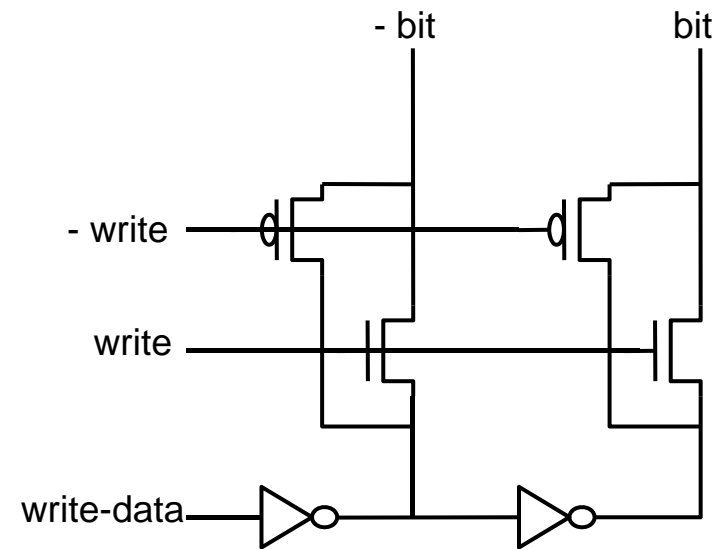 - bit
bit
- write
write
write-data